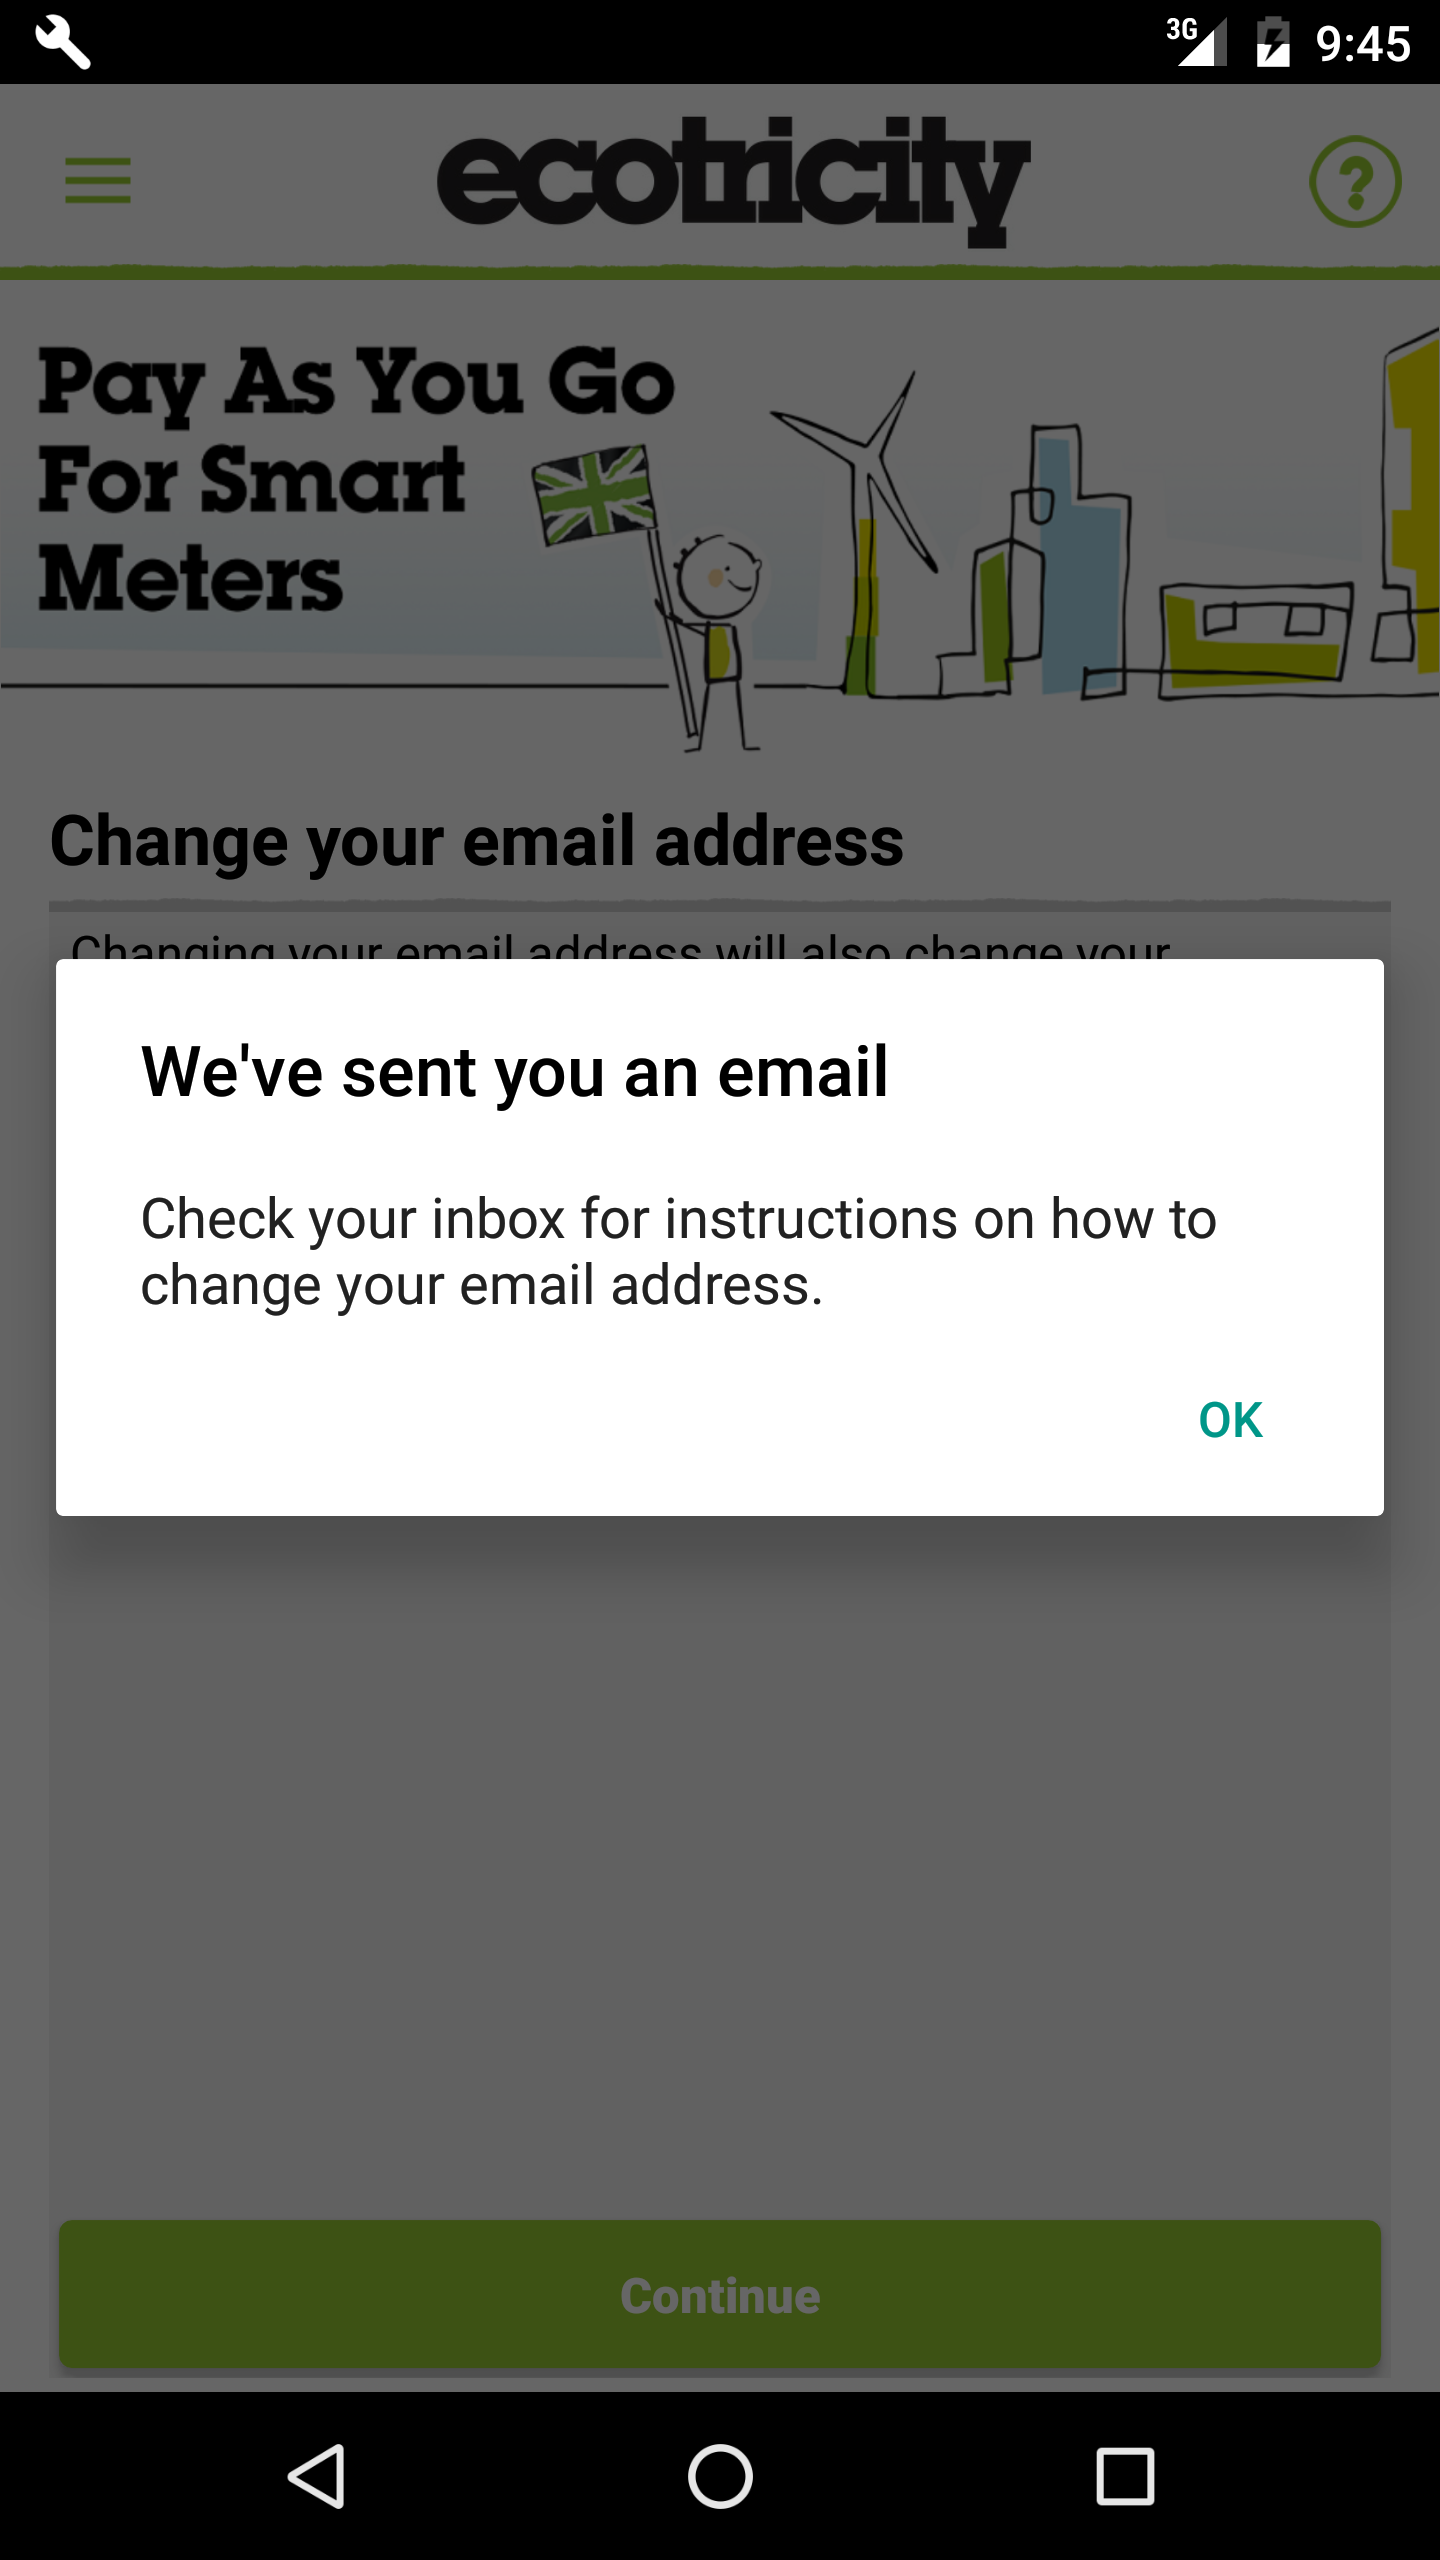 3G 9:45
ecotricity
?
Pay As You Go
For Smart
Meters
Change your email address
Changing your email address will also change your
We've sent you an email
Check your inbox for instructions on how to
change your email address.
OK
Continue